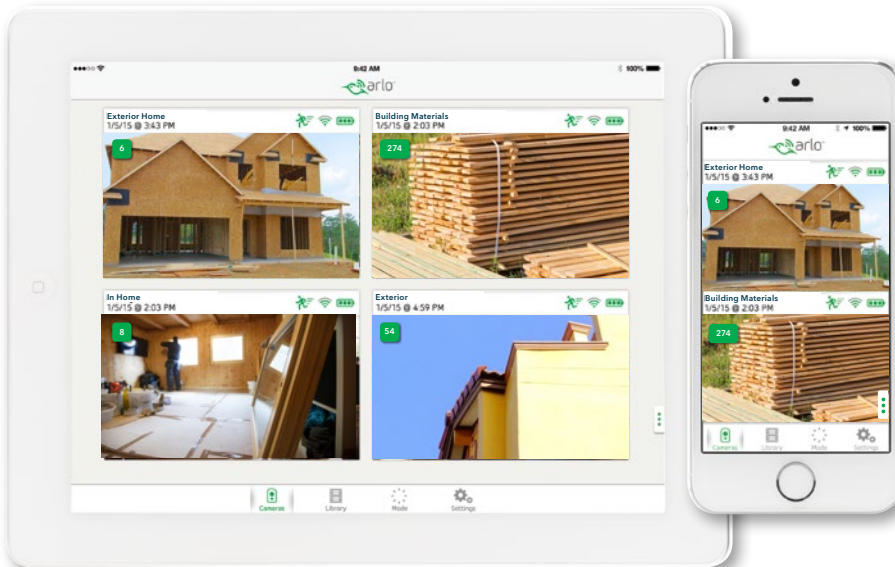 9:42 AM
100%
arlo
Exterior Home
1/5/15 @ 3:43 PM
6
Building Materials
1/5/15 @ 2:03 PM
274
In Home
1/5/15 @ 2:03 PM
8
Exterior
1/5/15 @ 4:59 PM
54
Cameras
Library
Mode
Settings
9:42 AM
100%
arlo
Exterior Home
1/5/15 @ 3:43 PM
6
Building Materials
1/5/15 @ 2:03 PM
274
Cameras
Library
Mode
Settings